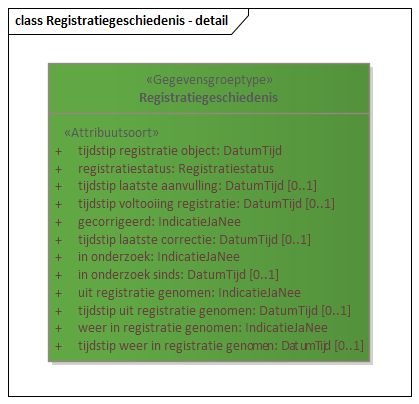 class Registratiegeschiedenis - detail
«Gegevensgroeptype»
Registratiegeschiedenis
«Attribuutsoort»
+ tijdstip registratie object: DatumTijd
+ registratiestatus: Registratiestatus
+ tijdstip laatste aanvulling: DatumTijd [0..1]
+ tijdstip voltooiing registratie: DatumTijd [0..1]
+ gecorrigeerd: IndicatieJaNee
+ tijdstip laatste correctie: DatumTijd [0..1]
+ in onderzoek: IndicatieJaNee
+ in onderzoek sinds: DatumTijd [0..1]
+ uit registratie genomen: IndicatieJaNee
+ tijdstip uit registratie genomen: DatumTijd [0..1]
+ weer in registratie genomen: IndicatieJaNee
+ tijdstip weer in registratie genomen: DatumTijd [0..1]